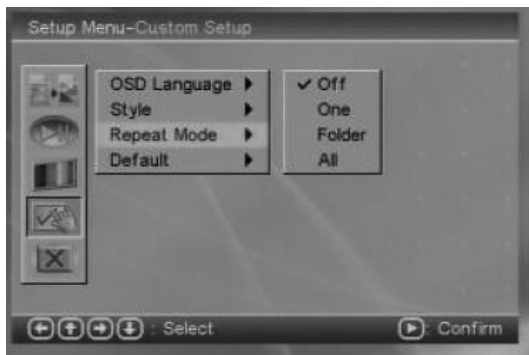 Setup Menu-Custom Setup
OSD Language
Style
Repeat Mode
Default
Off
One
Folder
All
: Select
: Confirm